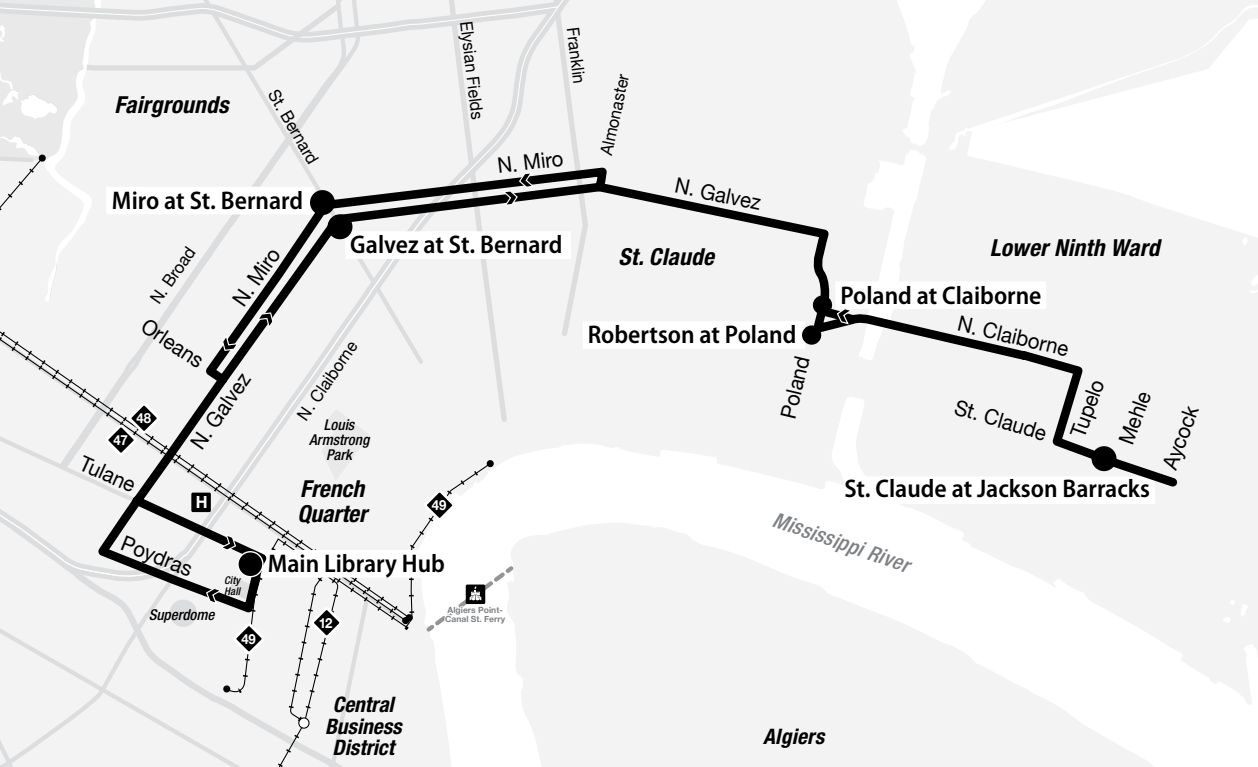 Elysian Fields
Franklin
Almonaster
St. Bernard
Fairgrounds
N. Miro
N. Galvez
Miro at St. Bernard
Galvez at St. Bernard
St. Claude
Lower Ninth Ward
N. Broad
N. Miro
Poland at Claiborne
Robertson at Poland
N. Claiborne
Orleans
N. Claiborne
Poland
Tupelo
Mehle
Aycock
St. Claude
N. Galvez
48
47
Louis
Armstrong
Park
Tulane
H
French
Quarter
49
St. Claude at Jackson Barracks
Mississippi River
Poydras
Main Library Hub
City
Hall
Superdome
Algiers Point-
Canal St. Ferry
49
12
Central
Business
District
Algiers